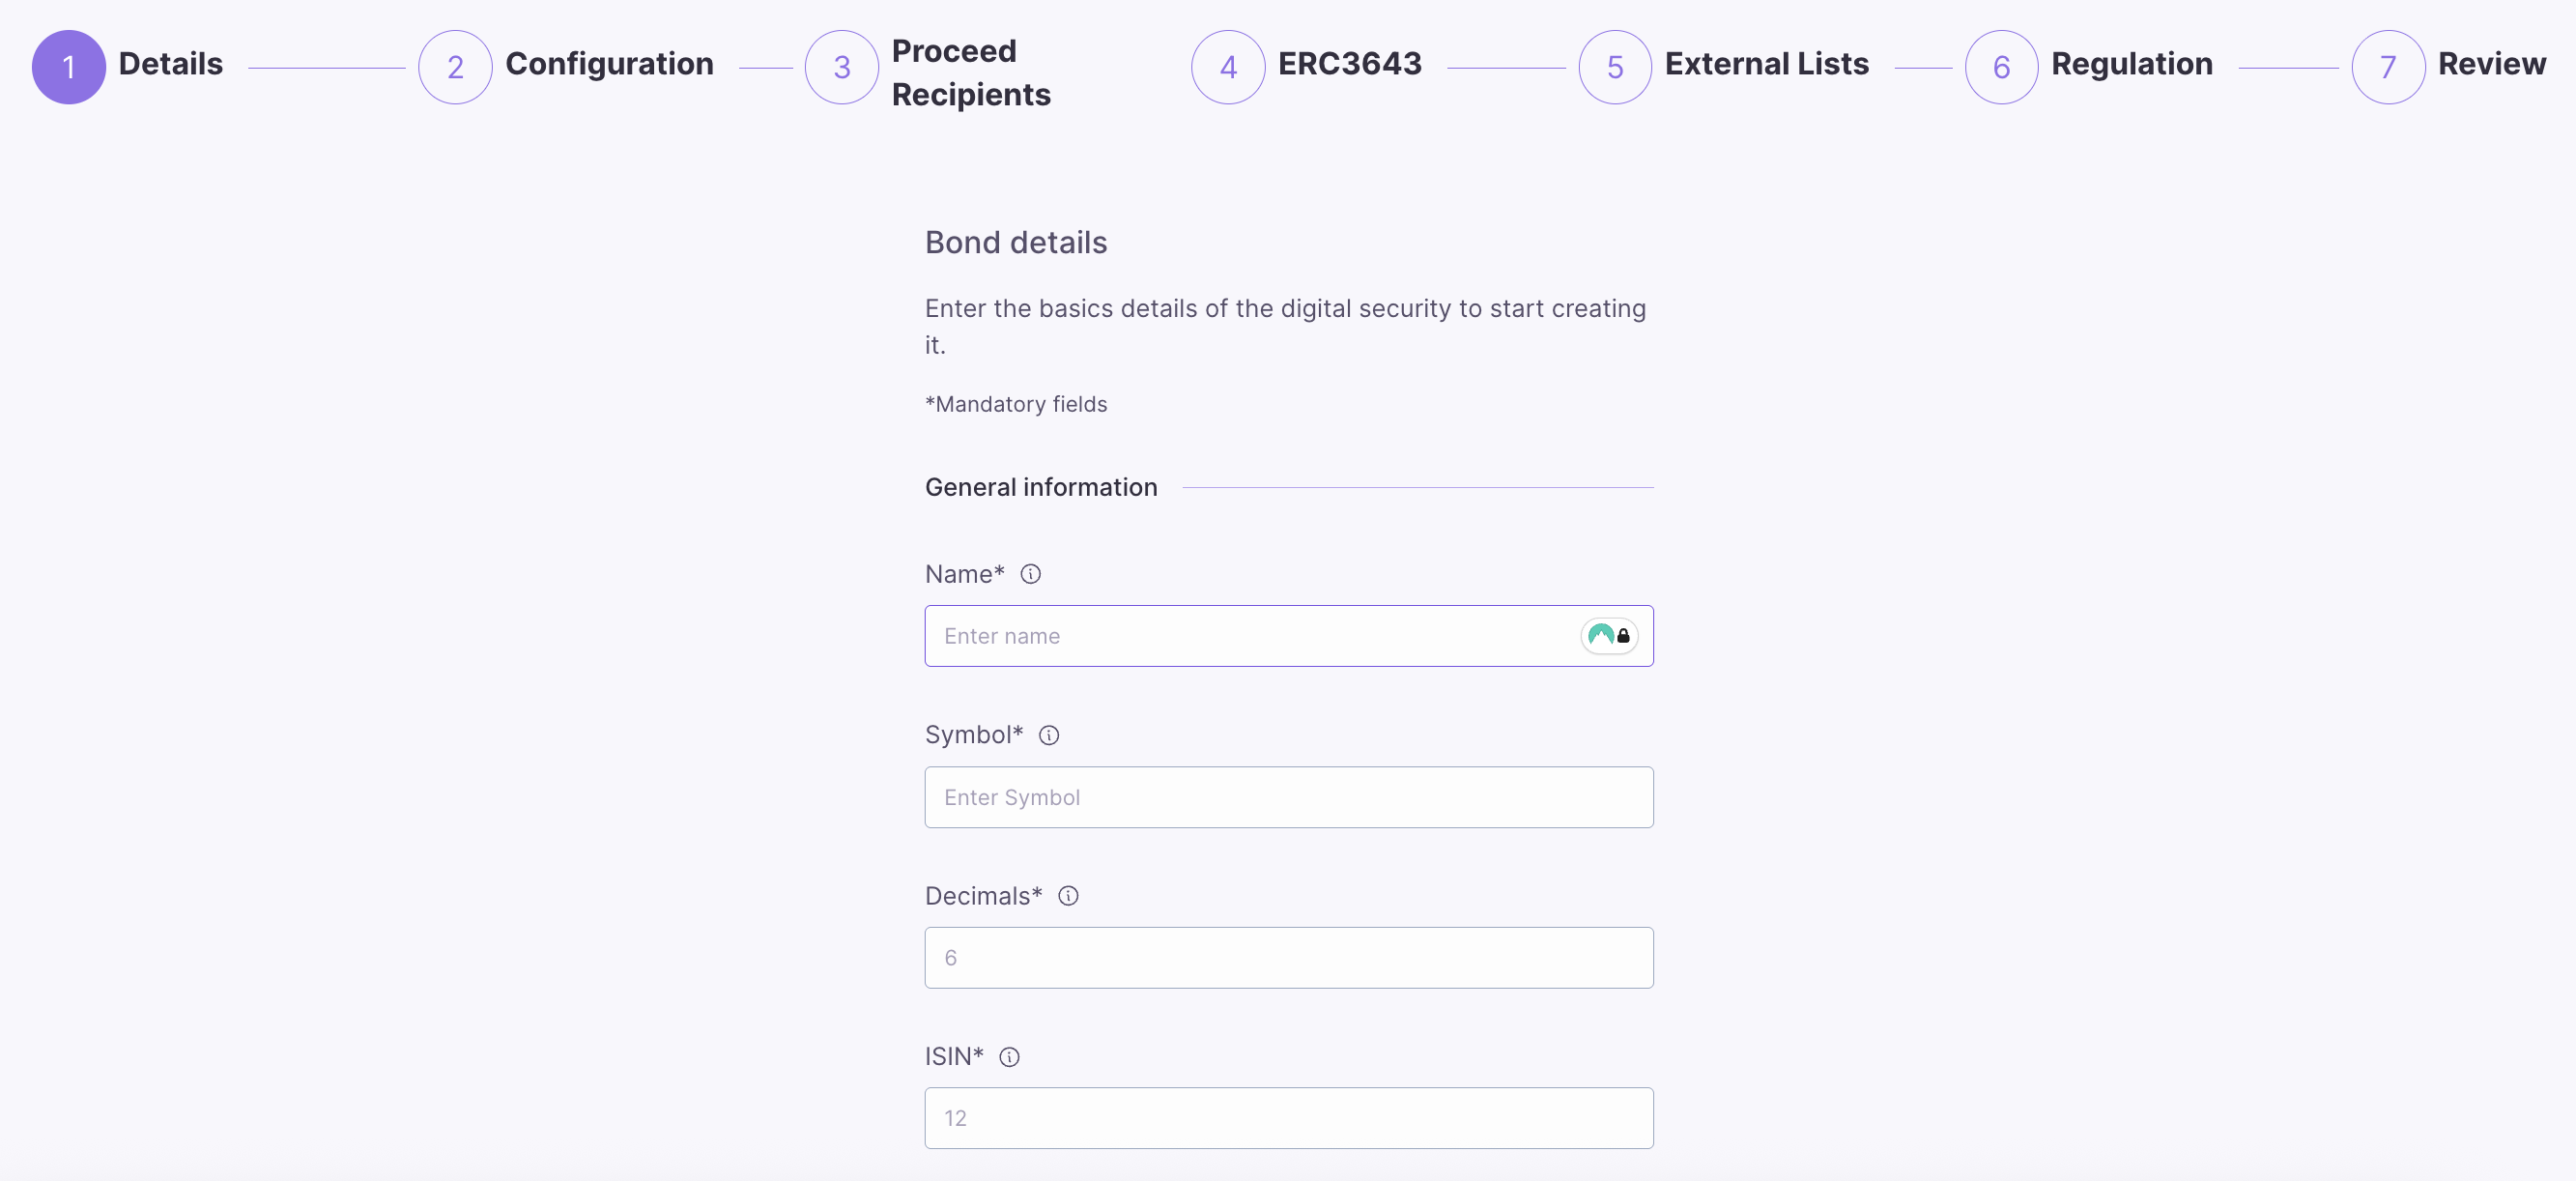 1 Details 2 Configuration 3 Proceed Recipients 4 ERC3643 5 External Lists 6 Regulation 7 Review
Bond details
Enter the basics details of the digital security to start creating
it.
*Mandatory fields
General information
Name*
Enter name
Symbol*
Enter Symbol
Decimals*
6
ISIN*
12